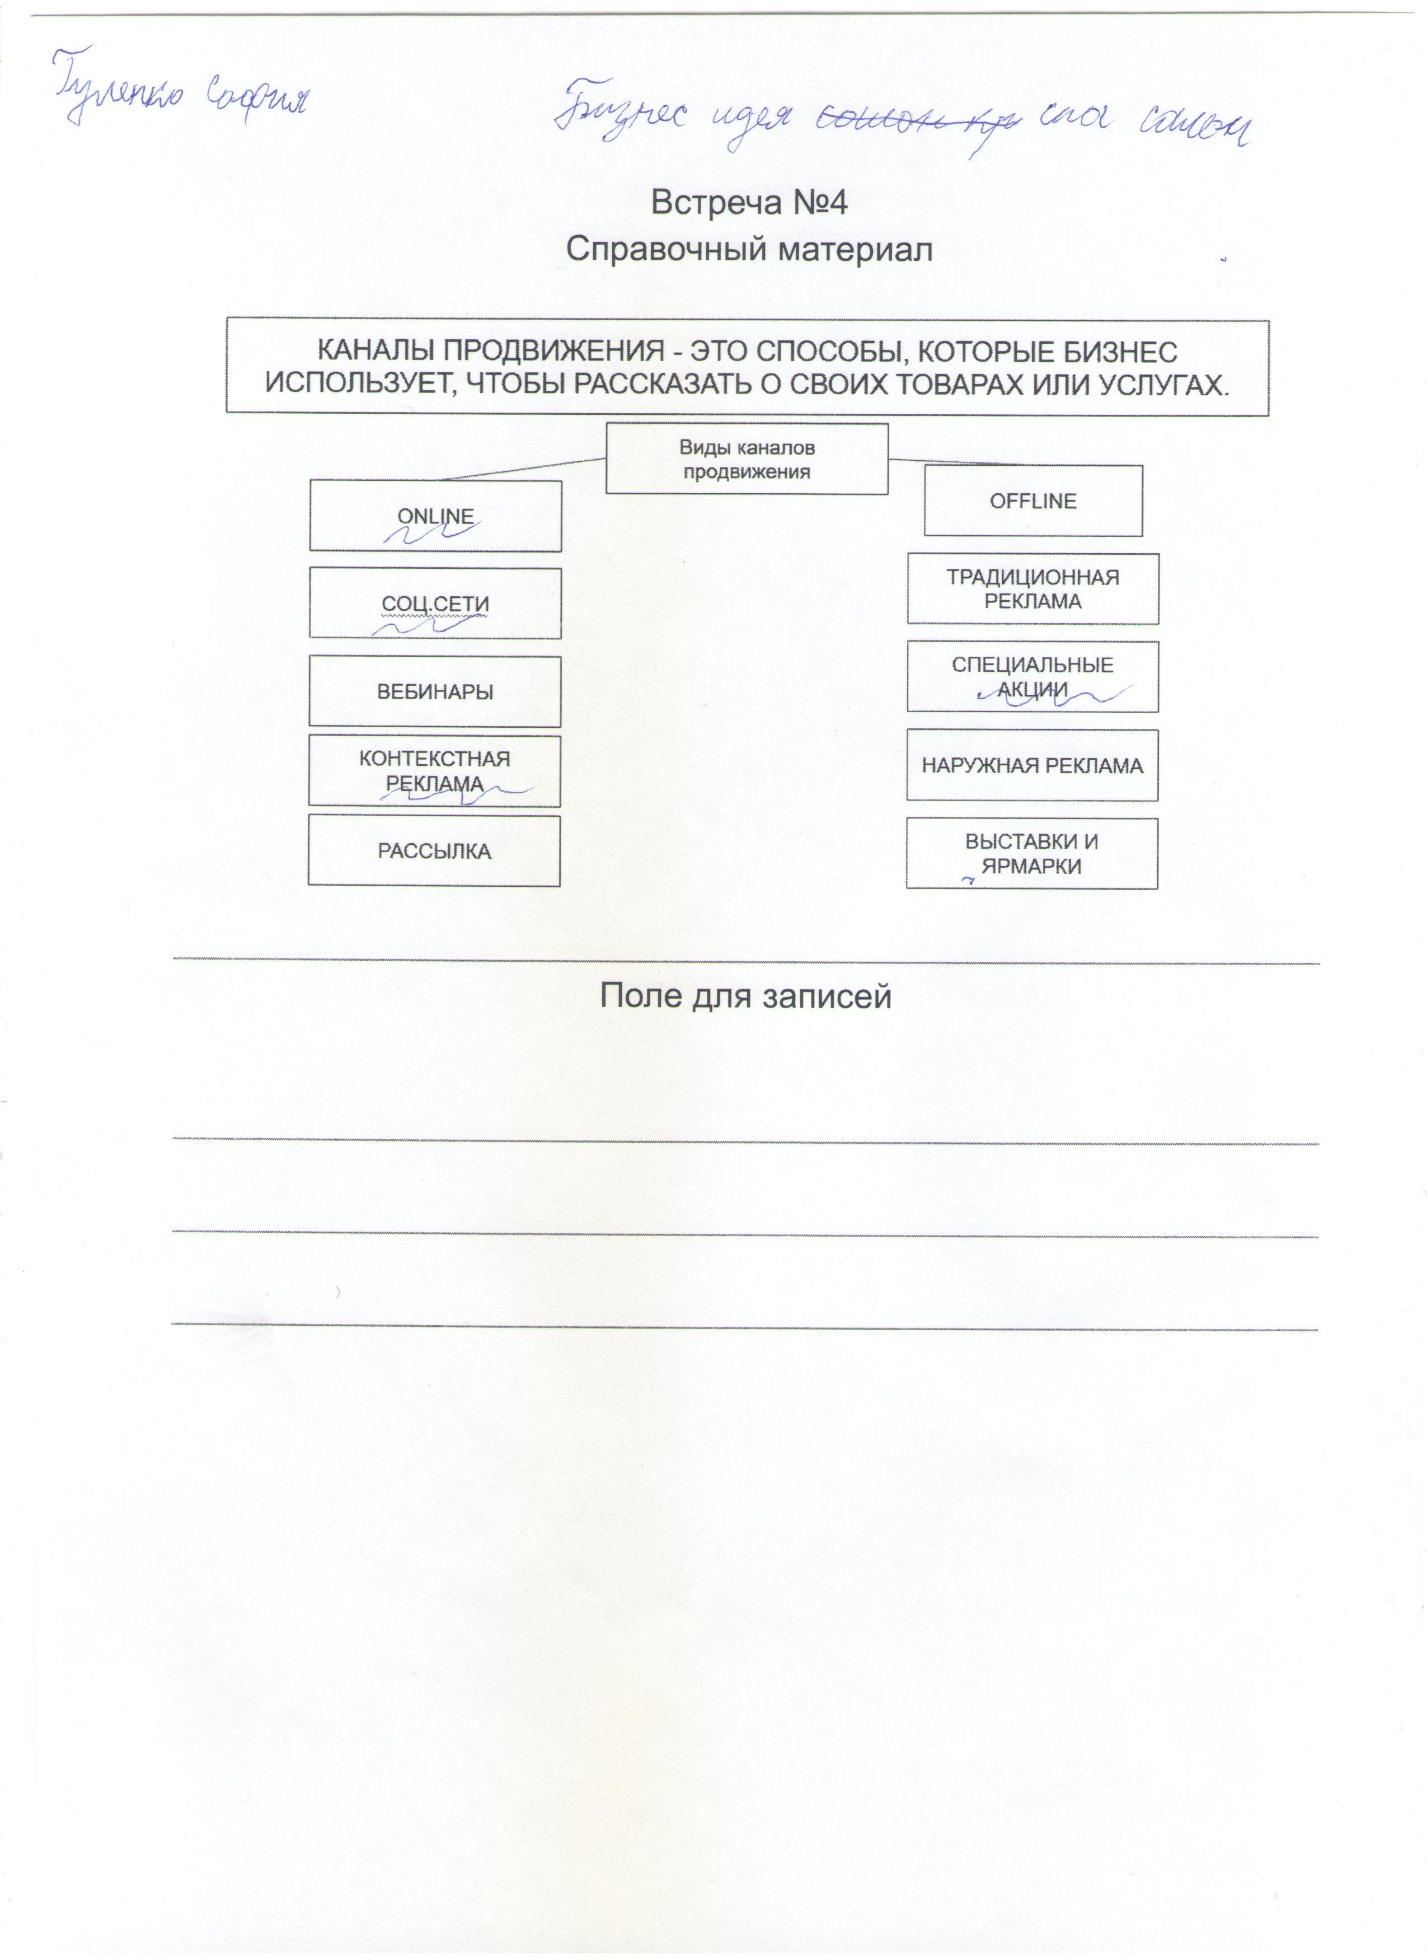 Гуленко София
Бизнес идея ~~салон кр~~ спа салон
Встреча №4
Справочный материал
КАНАЛЫ ПРОДВИЖЕНИЯ - ЭТО СПОСОБЫ, КОТОРЫЕ БИЗНЕС
ИСПОЛЬЗУЕТ, ЧТОБЫ РАССКАЗАТЬ О СВОИХ ТОВАРАХ ИЛИ УСЛУГАХ.
Виды каналов
продвижения
ONLINE
СОЦ.СЕТИ
ВЕБИНАРЫ
КОНТЕКСТНАЯ
РЕКЛАМА
РАССЫЛКА
OFFLINE
ТРАДИЦИОННАЯ
РЕКЛАМА
СПЕЦИАЛЬНЫЕ
АКЦИИ
НАРУЖНАЯ РЕКЛАМА
ВЫСТАВКИ И
ЯРМАРКИ
Поле для записей